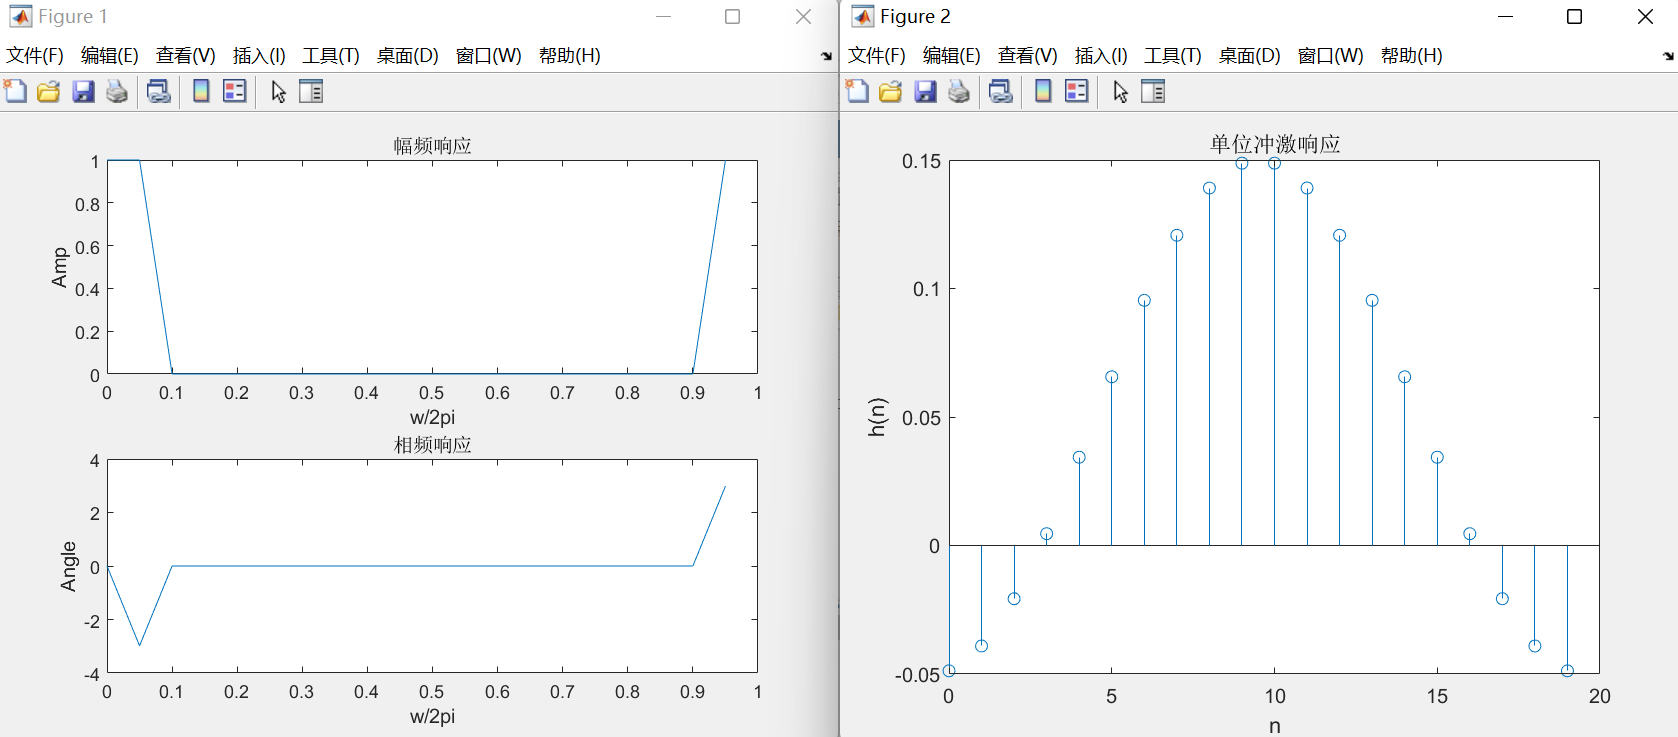 Figure 1
文件(F) 编辑(E) 查看(V) 插入(I) 工具(T) 桌面(D) 窗口(W) 帮助(H)
幅频响应
1
0.8
0.6
0.4
0.2
0
Amp
0 0.1 0.2 0.3 0.4 0.5 0.6 0.7 0.8 0.9 1
w/2pi
相频响应
4
2
0
-2
-4
Angle
0 0.1 0.2 0.3 0.4 0.5 0.6 0.7 0.8 0.9 1
w/2pi
Figure 2
文件(F) 编辑(E) 查看(V) 插入(I) 工具(T) 桌面(D) 窗口(W) 帮助(H)
单位冲激响应
0.15
0.1
0.05
0
-0.05
h(n)
0 5 10 15 20
n